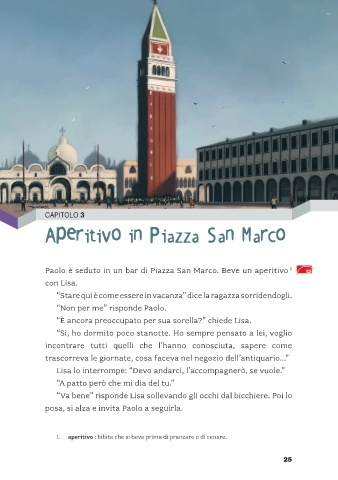 CAPITOLO 3
Aperitivo in Piazza San Marco
Paolo è seduto in un bar di Piazza San Marco. Beve un aperitivo¹
con Lisa.
“Stare qui è come essere in vacanza” dice la ragazza sorridendogli.
“Non per me” risponde Paolo.
“È ancora preoccupato per sua sorella?” chiede Lisa.
“Sì, ho dormito poco stanotte. Ho sempre pensato a lei, voglio
incontrare tutti quelli che l’hanno conosciuta, sapere come
trascorreva le giornate, cosa faceva nel negozio dell’antiquario...”
Lisa lo interrompe: “Devo andarci, l’accompagnerò, se vuole.”
“A patto però che mi dia del tu.”
“Va bene” risponde Lisa sollevando gli occhi dal bicchiere. Poi lo
posa, si alza e invita Paolo a seguirla.
1. aperitivo : bibita che si beve prima di pranzare o di cenare.
25